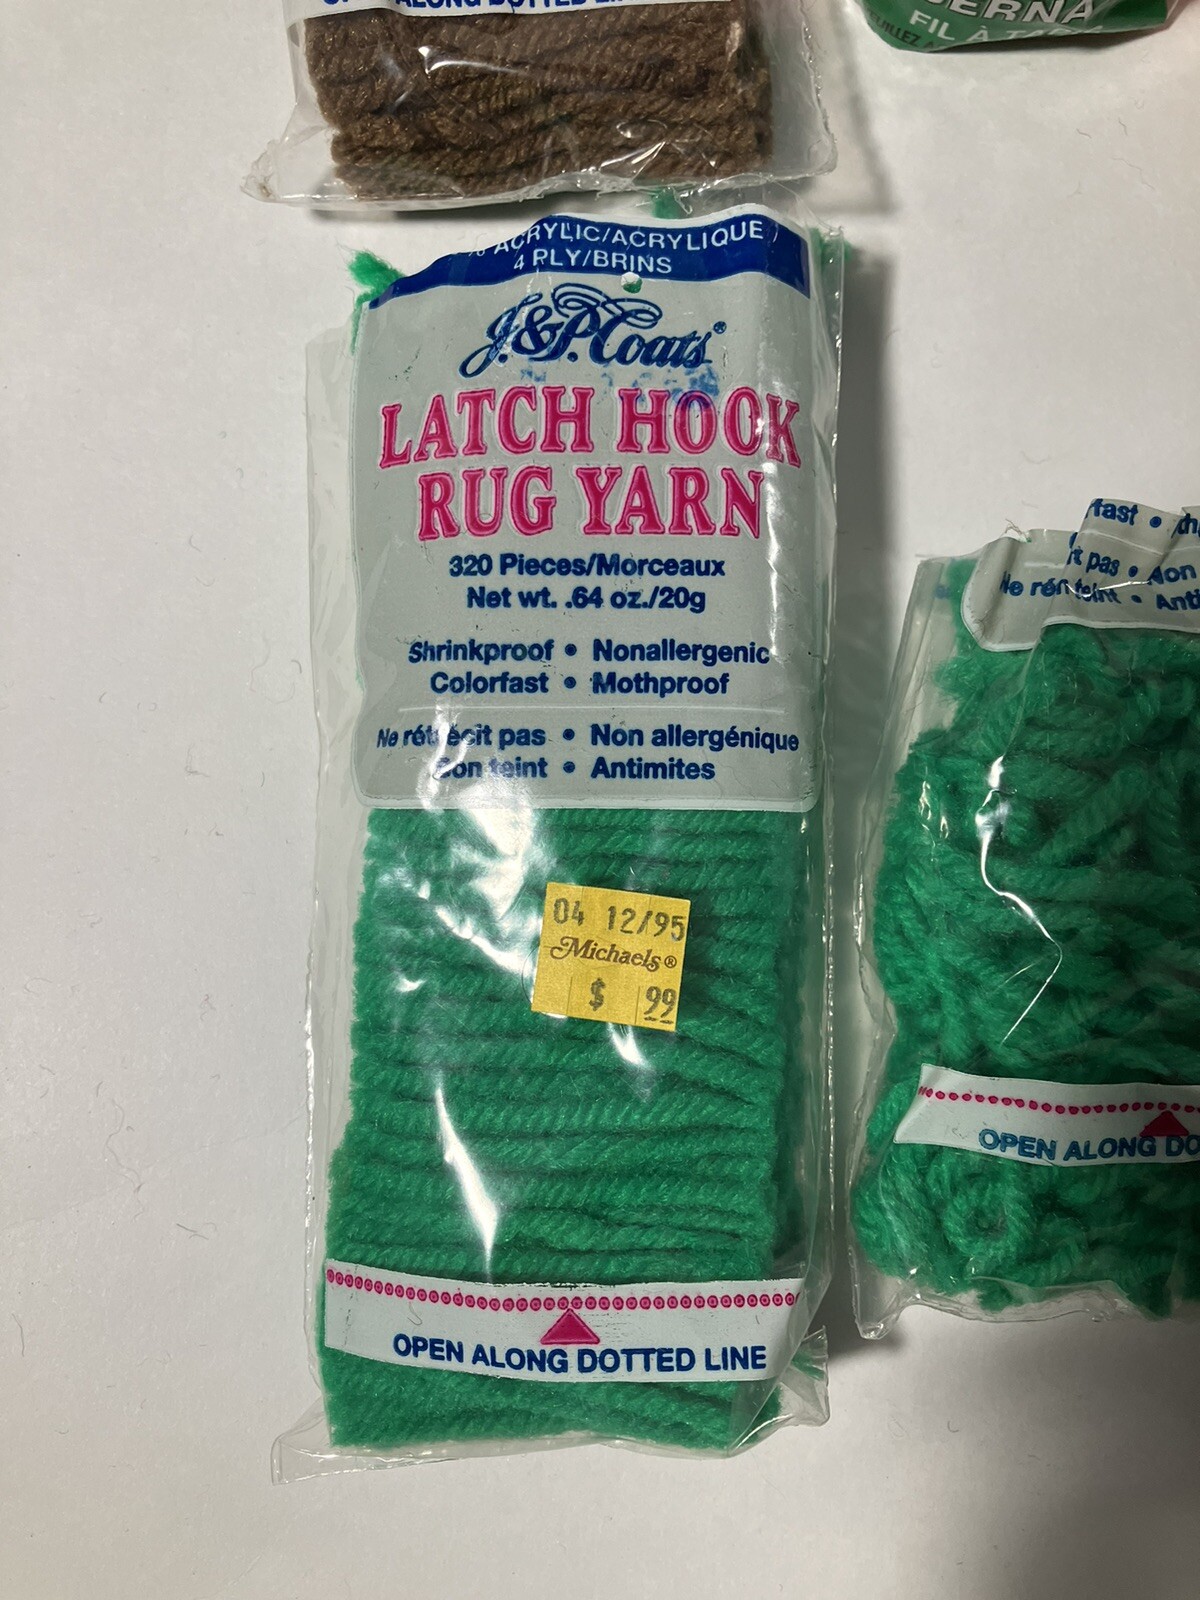 ALONG DOTTED
FIL À
ACRYLIC/ACRYLIQUE
4 PLY/BRINS
J.&P. Coats®
LATCH HOOK
RUG YARN
320 Pieces/Morceaux
Net wt. .64 oz./20g
Shrinkproof • Nonallergenic
Colorfast • Mothproof
Ne rétrécit pas • Non allergénique
Bon teint • Antimites
04 12/95
Michaels®
$ 99
OPEN ALONG DOTTED LINE
fast •
pas • Non
Ne • Anti
OPEN ALONG DO